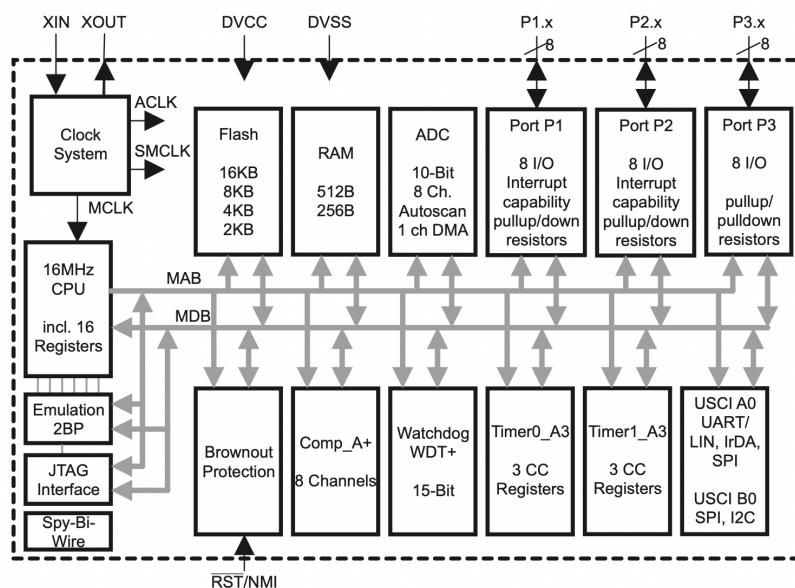 XIN XOUT DVCC DVSS P1.x P2.x P3.x
8 8 8
Clock
System
ACLK
SMCLK
MCLK
Flash
16KB
8KB
4KB
2KB
RAM
512B
256B
ADC
10-Bit
8 Ch.
Autoscan
1 ch DMA
Port P1
8 I/O
Interrupt
capability
pullup/down
resistors
Port P2
8 I/O
Interrupt
capability
pullup/down
resistors
Port P3
8 I/O
pullup/
pulldown
resistors
16MHz
CPU
incl. 16
Registers
MAB
MDB
Emulation
2BP
JTAG
Interface
Spy-Bi-
Wire
Brownout
Protection
Comp_A+
8 Channels
Watchdog
WDT+
15-Bit
Timer0_A3
3 CC
Registers
Timer1_A3
3 CC
Registers
USCI A0
UART/
LIN, IrDA,
SPI
USCI B0
SPI, I2C
RST/NMI